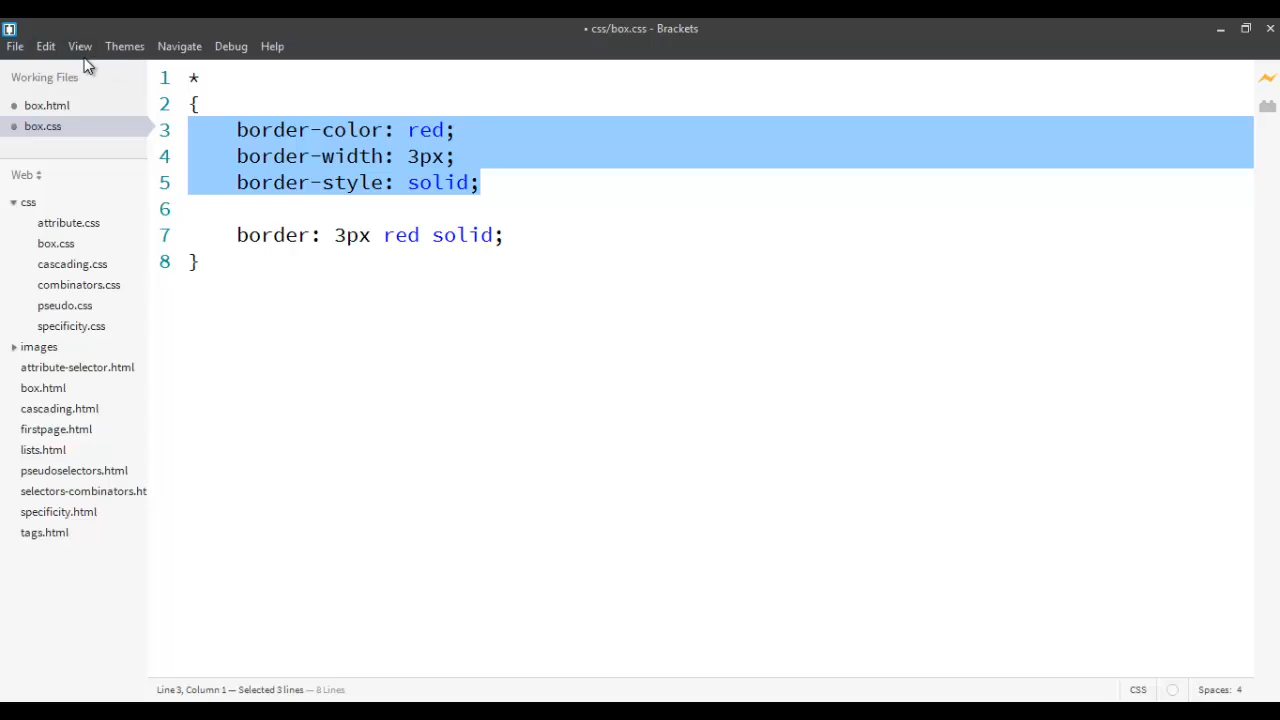 • css/box.css - Brackets
File Edit View Themes Navigate Debug Help
Working Files
box.html
box.css
Web
css
attribute.css
box.css
cascading.css
combinators.css
pseudo.css
specificity.css
images
attribute-selector.html
box.html
cascading.html
firstpage.html
lists.html
pseudoselectors.html
selectors-combinators.ht
specificity.html
tags.html
1 *
2 {
3 border-color: red;
4 border-width: 3px;
5 border-style: solid;
6
7 border: 3px red solid;
8 }
Line 3, Column 1 — Selected 3 lines — 8 Lines
CSS Spaces: 4